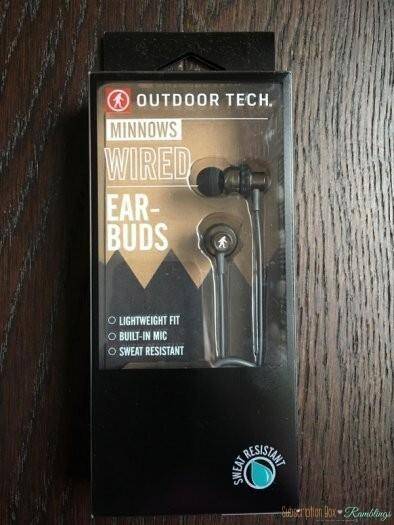 OUTDOOR TECH.
MINNOWS
WIRED
EAR-
BUDS
LIGHTWEIGHT FIT
BUILT-IN MIC
SWEAT RESISTANT
SWEAT RESISTANT
Subscription Box Ramblings